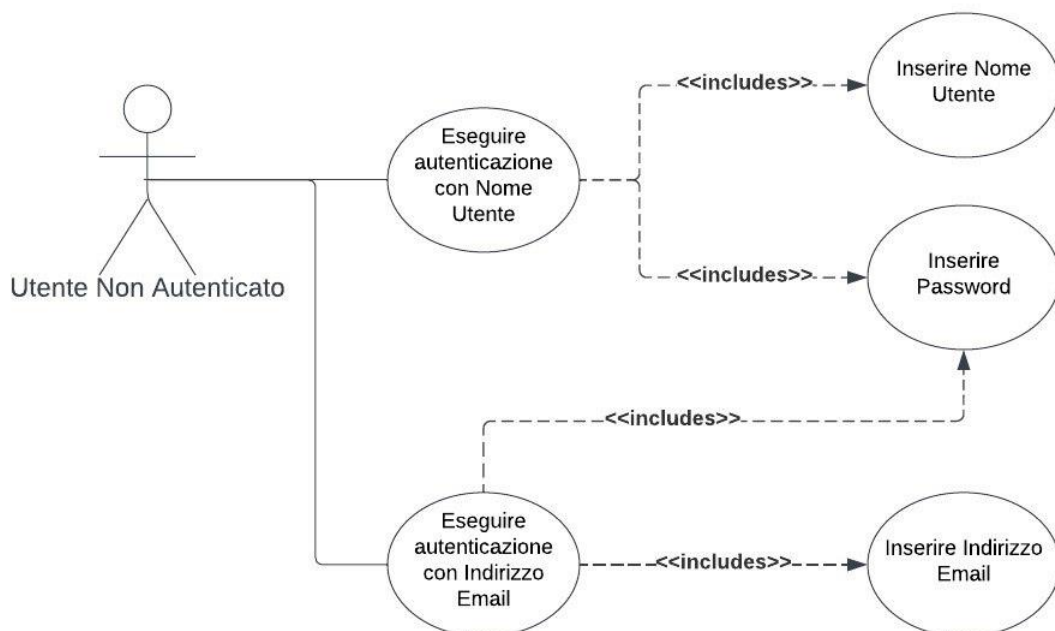 Inserire Nome
Utente
<<includes>>
Eseguire
autenticazione
con Nome
Utente
<<includes>>
Inserire
Password
Utente Non Autenticato
<<includes>>
Eseguire
autenticazione
con Indirizzo
Email
<<includes>>
Inserire Indirizzo
Email